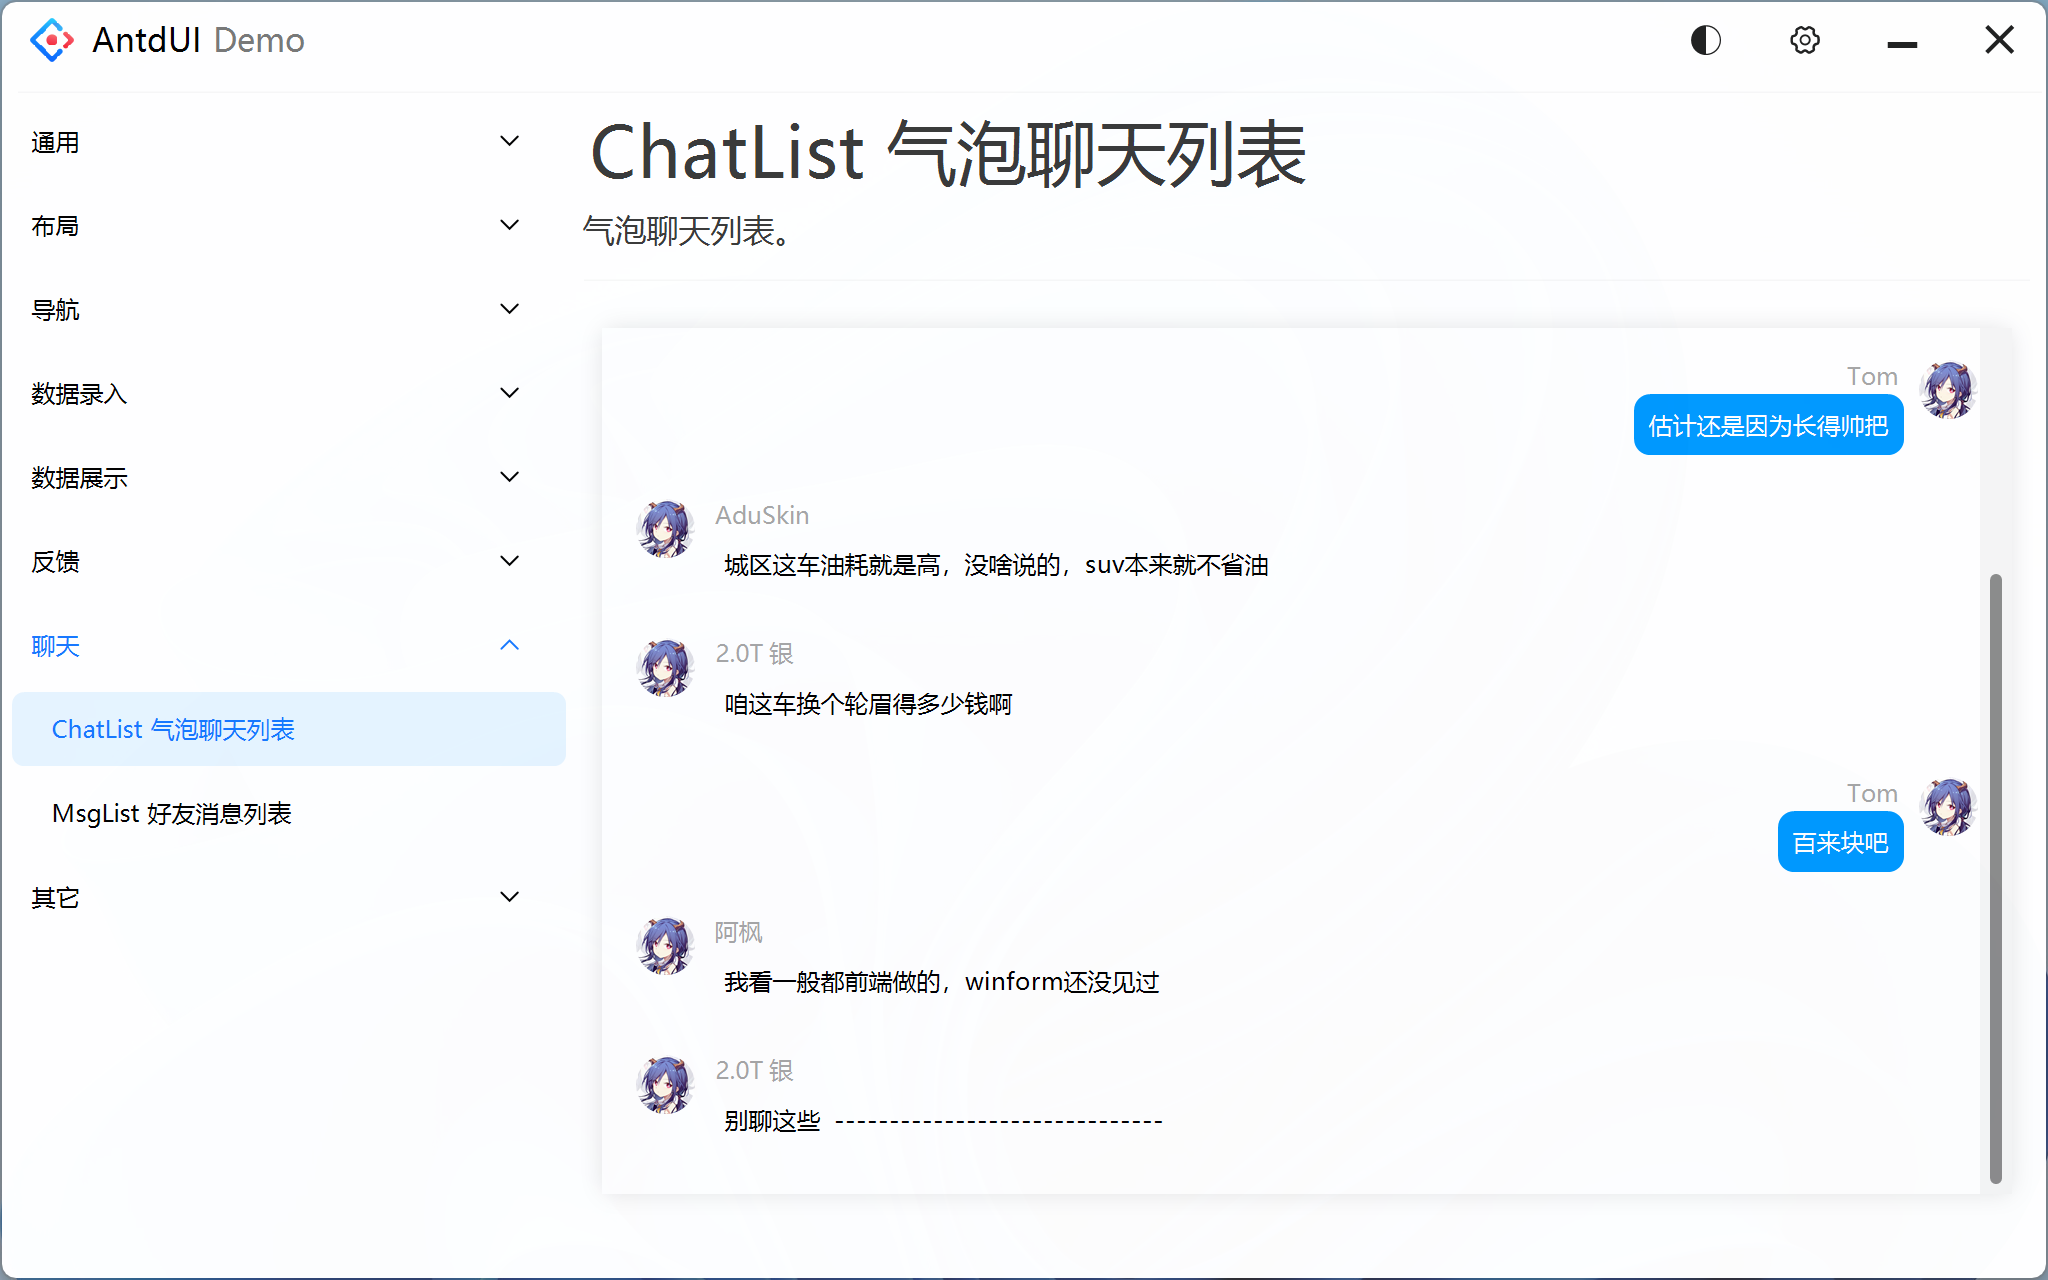 AntdUI Demo
通用
布局
导航
数据录入
数据展示
反馈
聊天
ChatList 气泡聊天列表
MsgList 好友消息列表
其它
ChatList 气泡聊天列表
气泡聊天列表。
Tom
估计还是因为长得帅把
AduSkin
城区这车油耗就是高，没啥说的，suv本来就不省油
2.0T 银
咱这车换个轮眉得多少钱啊
Tom
百来块吧
阿枫
我看一般都前端做的，winform还没见过
2.0T 银
别聊这些 ------------------------------